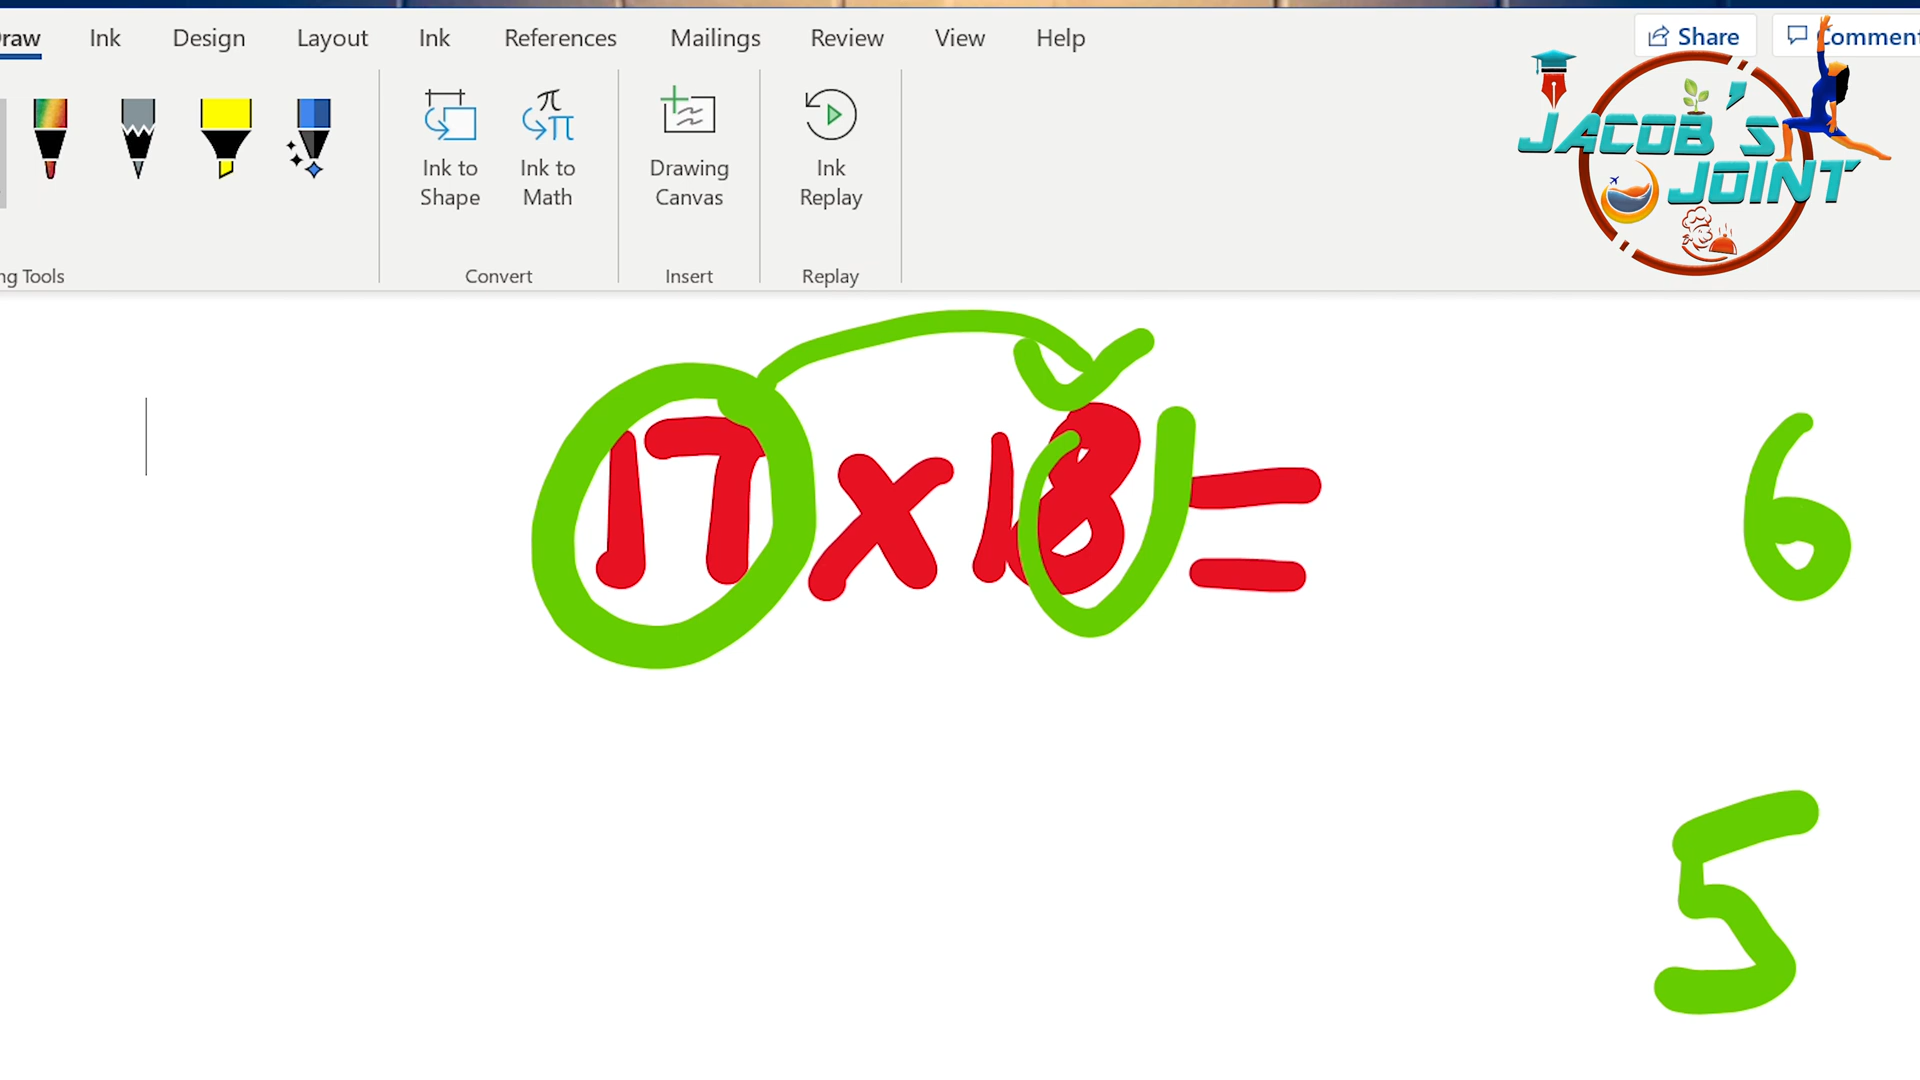 raw Ink Design Layout Ink References Mailings Review View Help Share Comment
JACOB'S
JOINT
Ink to Shape
Ink to Math
Drawing Canvas
Ink Replay
ng Tools Convert Insert Replay
17 x 18 =
6
5